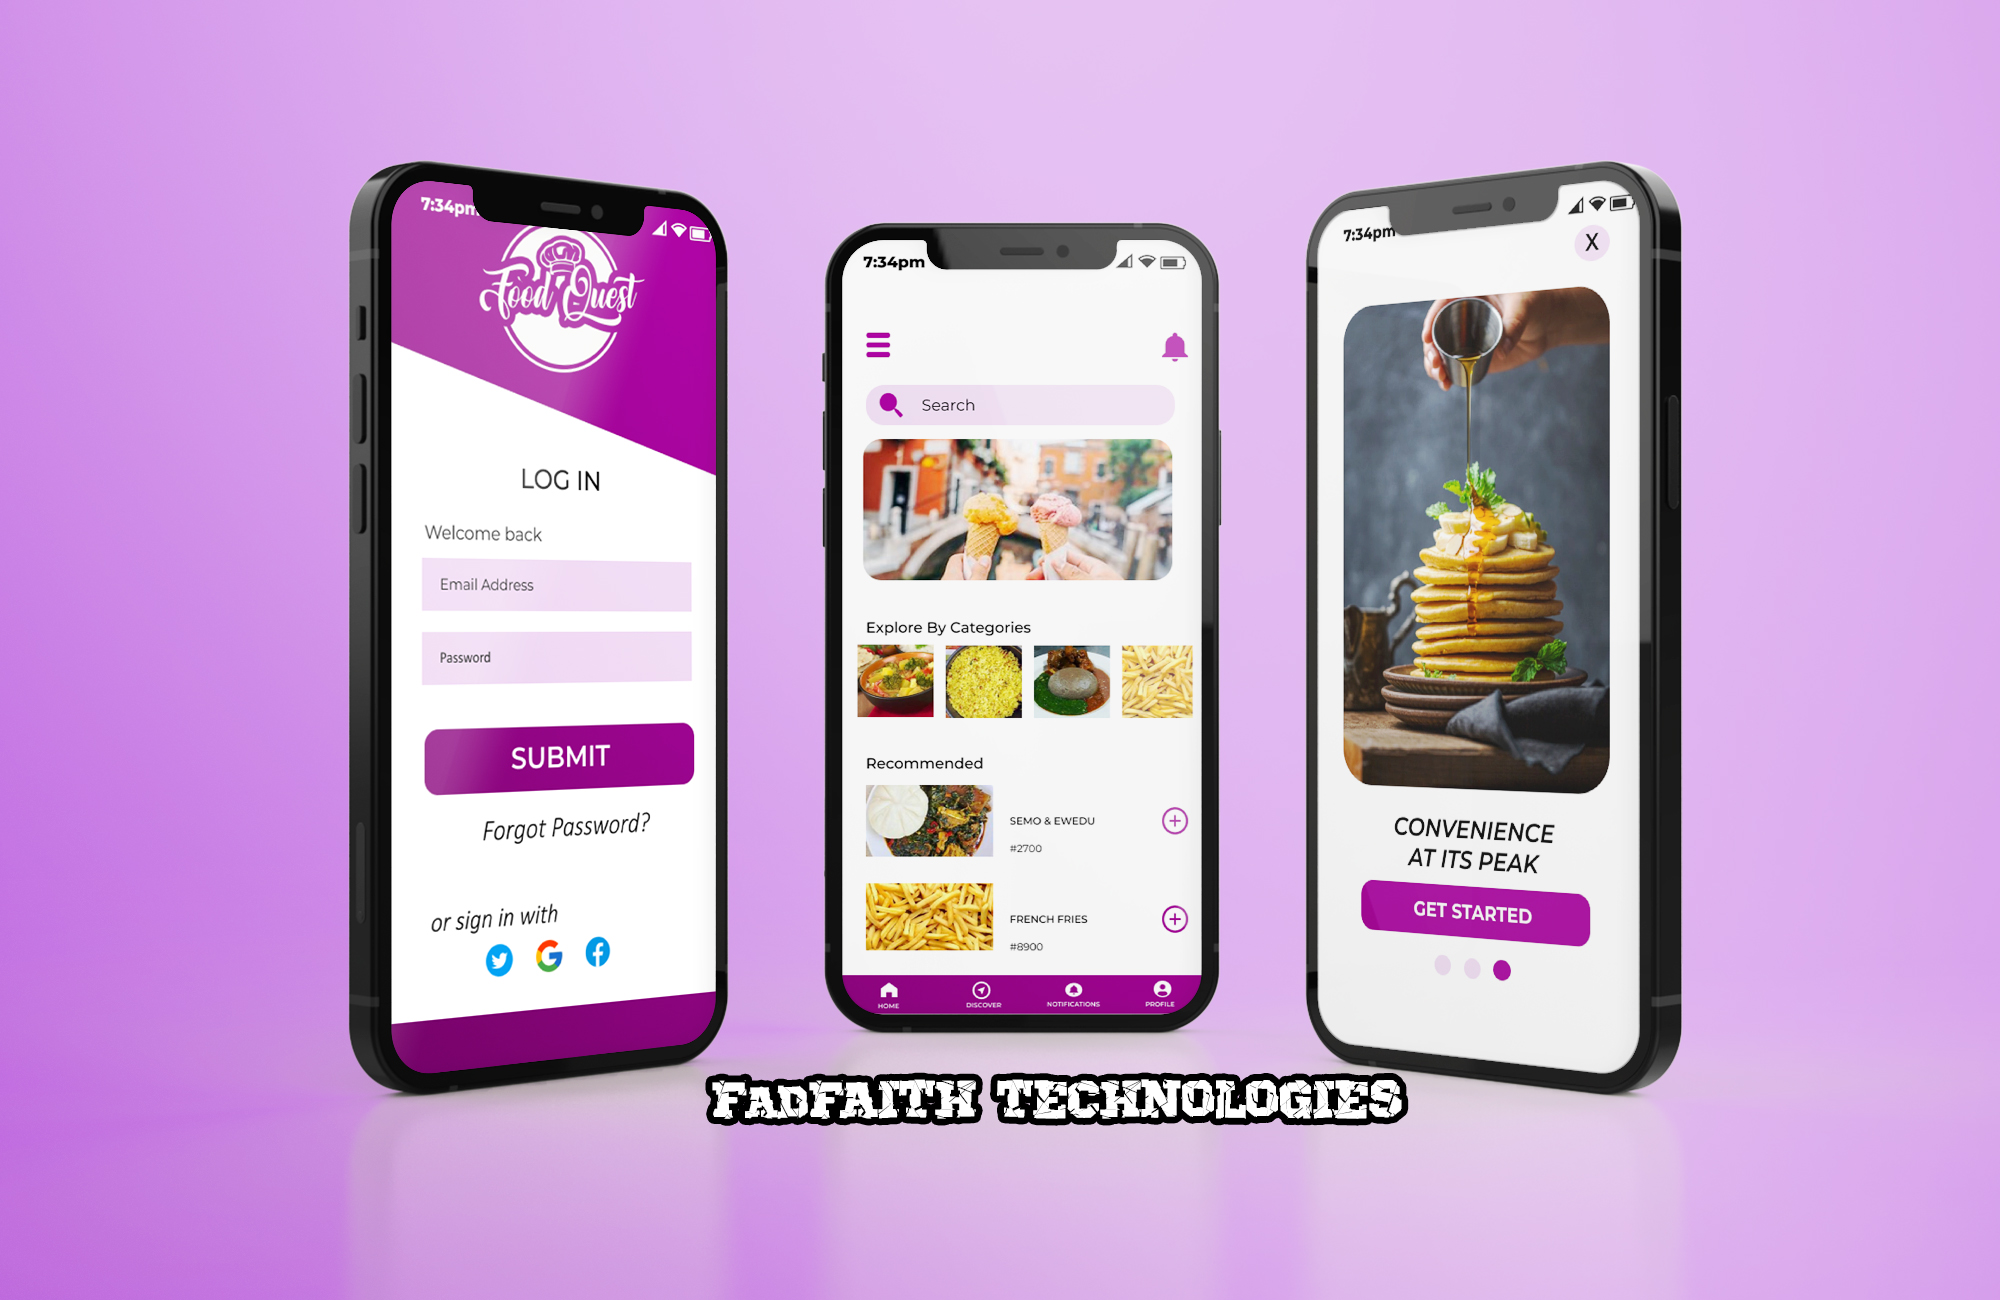 7:34pm
Food Quest
LOG IN
Welcome back
Email Address
Password
SUBMIT
Forgot Password?
or sign in with
7:34pm
Search
Explore By Categories
Recommended
SEMO & EWEDU
#2700
FRENCH FRIES
#8900
HOME
DISCOVER
NOTIFICATIONS
PROFILE
7:34pm
X
CONVENIENCE
AT ITS PEAK
GET STARTED
FADFAITH TECHNOLOGIES